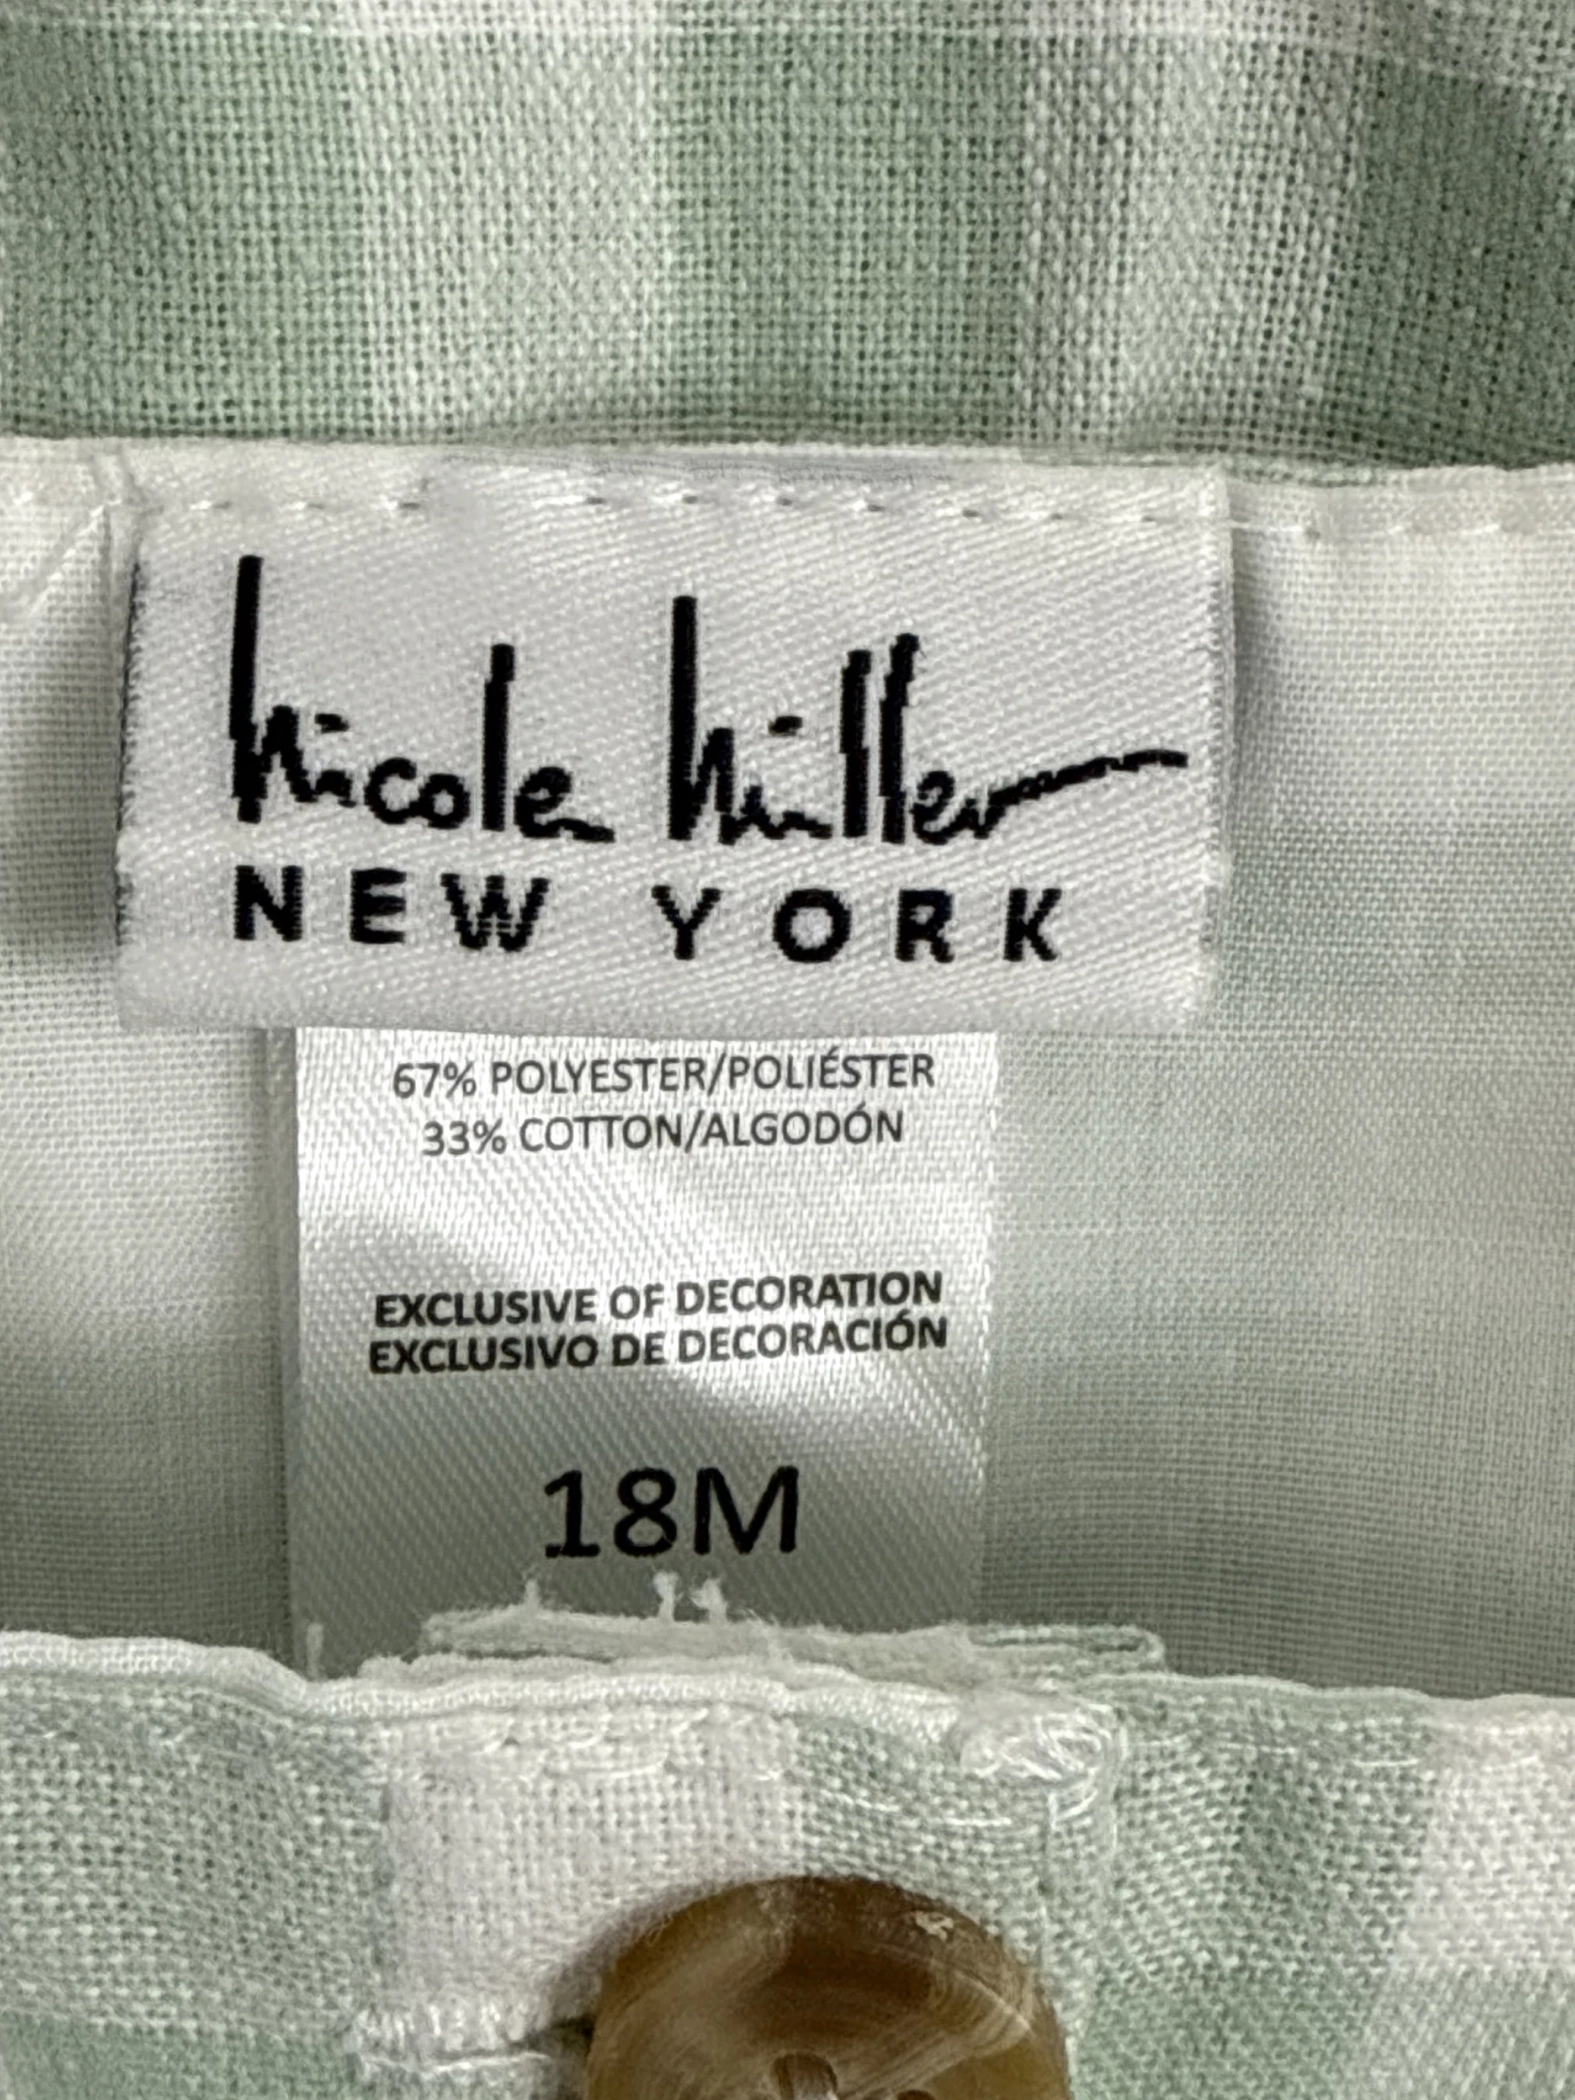 Nicole Miller
NEW YORK
67% POLYESTER/POLIÉSTER
33% COTTON/ALGODÓN
EXCLUSIVE OF DECORATION
EXCLUSIVO DE DECORACIÓN
18M